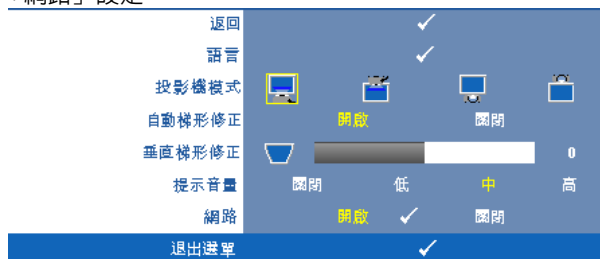 「網路」設定
返回
語言
投影機模式
自動梯形修正 開啟 關閉
垂直梯形修正 0
提示音量 關閉 低 中 高
網路 開啟 關閉
退出選單